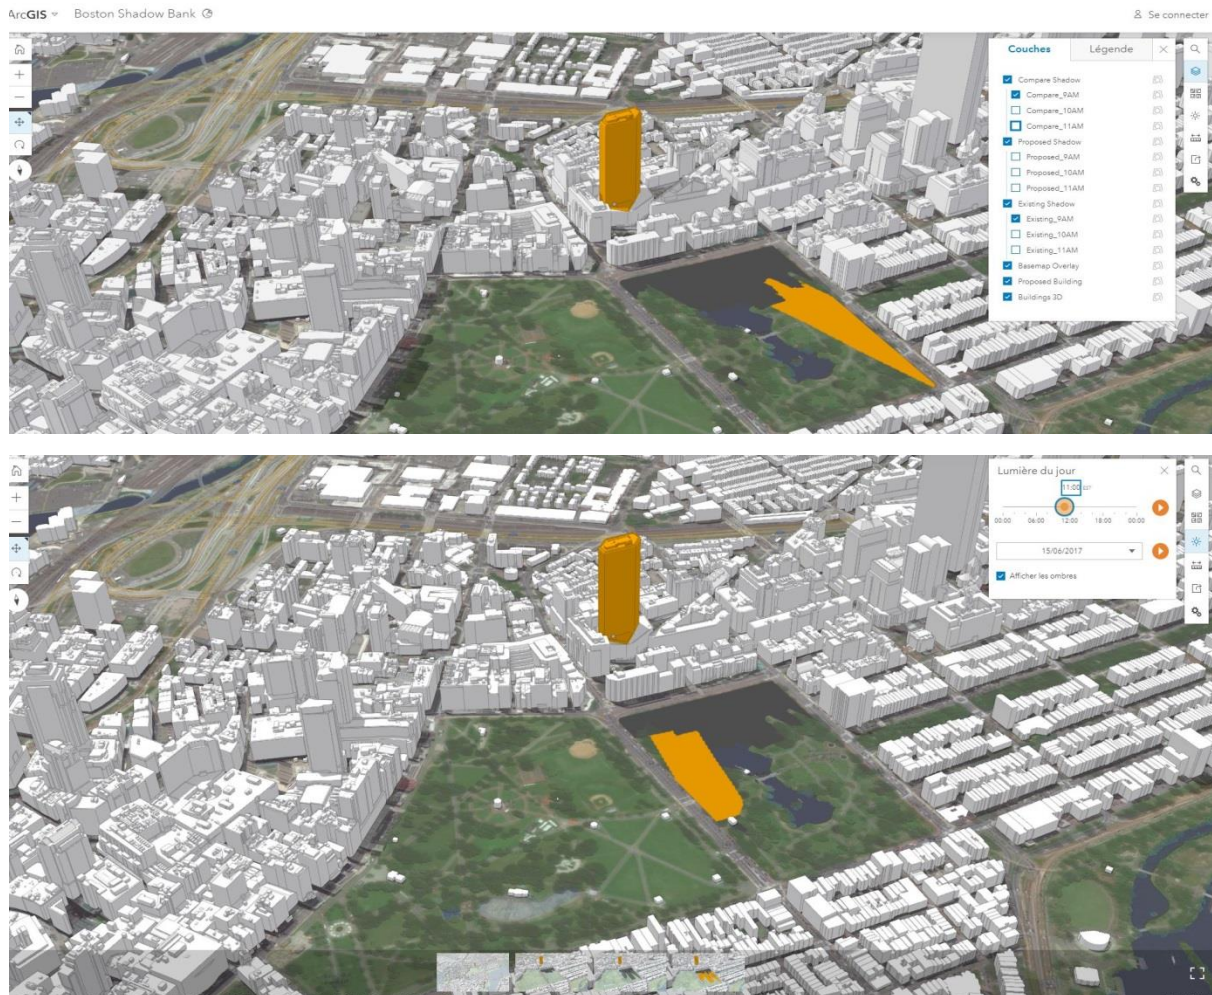 ArcGIS Boston Shadow Bank
Se connecter
Couches Légende
Compare Shadow
Compare_9AM
Compare_10AM
Compare_11AM
Proposed Shadow
Proposed_9AM
Proposed_10AM
Proposed_11AM
Existing Shadow
Existing_9AM
Existing_10AM
Existing_11AM
Basemap Overlay
Proposed Building
Buildings 3D
Lumière du jour
11:00 EST
00:00 06:00 12:00 18:00 00:00
15/06/2017
Afficher les ombres